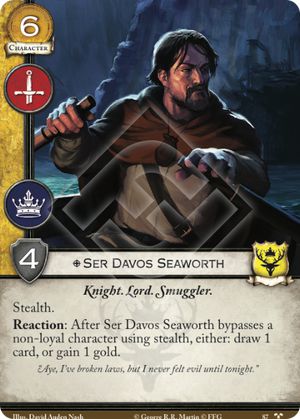 6
CHARACTER
4
SER DAVOS SEAWORTH
Knight. Lord. Smuggler.
Stealth.
Reaction: After Ser Davos Seaworth bypasses
a non-loyal character using stealth, either: draw 1
card, or gain 1 gold.
"Aye, I've broken laws, but I never felt evil until tonight."
Illus. David Auden Nash © George R.R. Martin © FFG 87